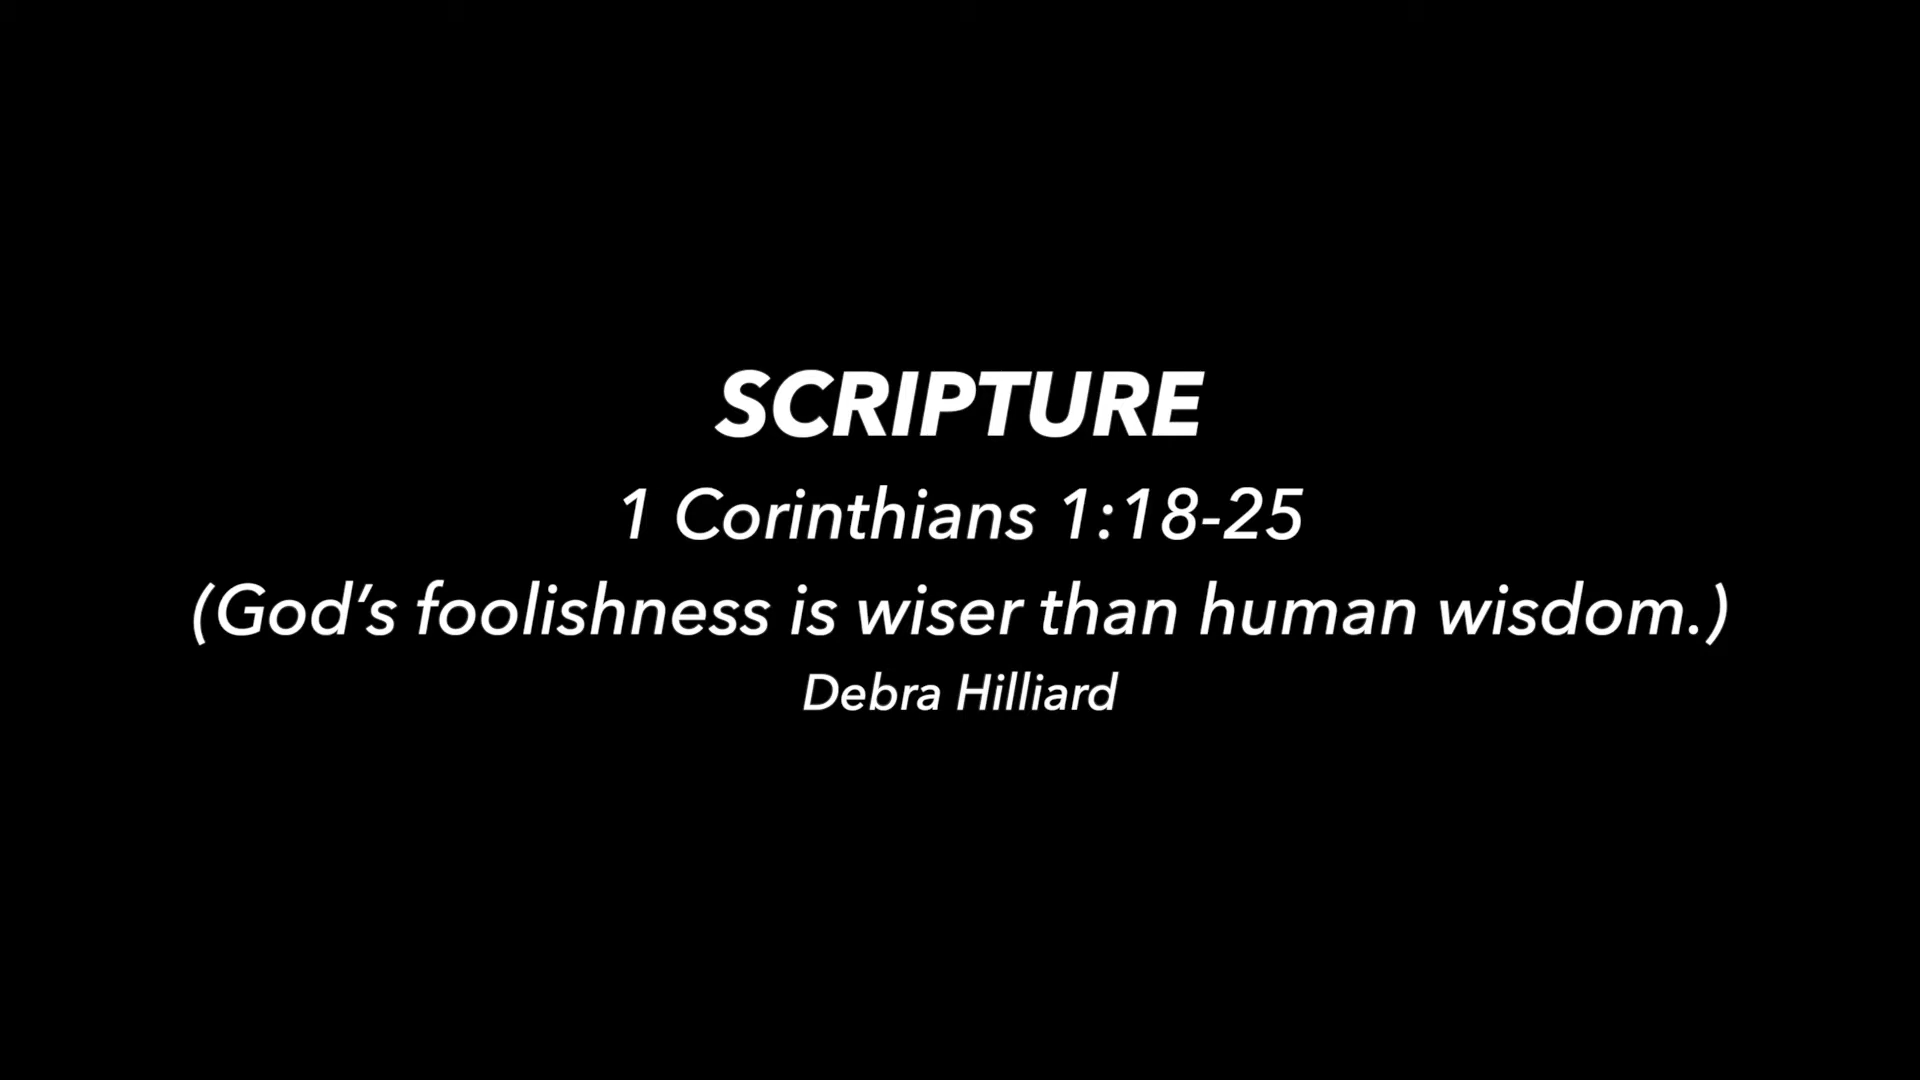 SCRIPTURE
1 Corinthians 1:18-25
(God’s foolishness is wiser than human wisdom.)
Debra Hilliard